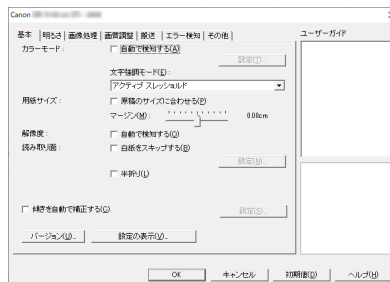 Canon
基本 明るさ 画像処理 画質調整 搬送 エラー検知 その他
ユーザーガイド
カラーモード: 自動で検知する(A)
設定(T)...
文字強調モード(E):
アクティブ スレッショルド
用紙サイズ: 原稿のサイズに合わせる(P)
マージン(M): 0.00cm
解像度: 自動で検知する(O)
読み取り面: 白紙をスキップする(B)
設定(N)...
半折り(L)
傾きを自動で補正する(C)
設定(S)...
バージョン(U)... 設定の表示(V)...
OK キャンセル 初期値(D) ヘルプ(H)